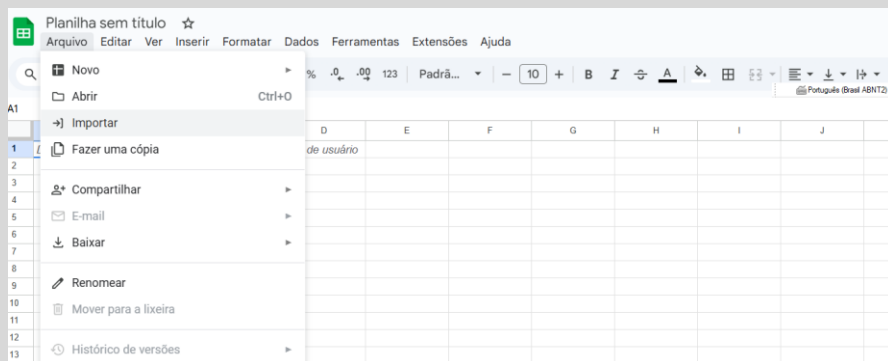 Planilha sem título
Arquivo Editar Ver Inserir Formatar Dados Ferramentas Extensões Ajuda
Novo
% .0 .00 123 Padrã... − 10 + B I A
Português (Brasil ABNT2)
Abrir Ctrl+O
A1
Importar
D E F G H I J
1 de usuário
Fazer uma cópia
2
3
Compartilhar
4
5
E-mail
6
Baixar
7
8
9
Renomear
10
Mover para a lixeira
11
12
Histórico de versões
13